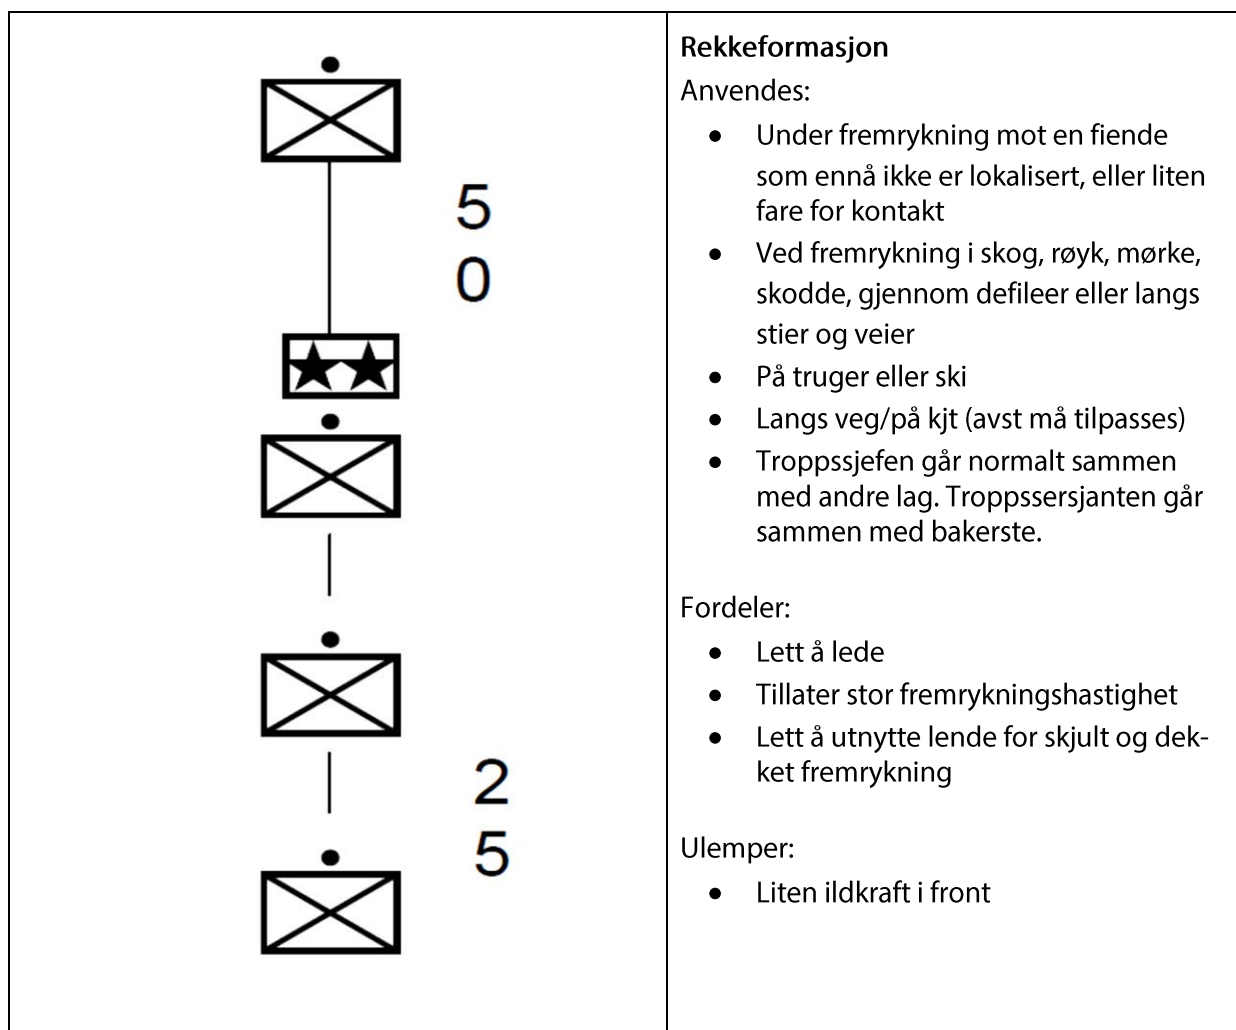 5
0
2
5
Rekkeformasjon
Anvendes:
● Under fremrykning mot en fiende
som ennå ikke er lokalisert, eller liten
fare for kontakt
● Ved fremrykning i skog, røyk, mørke,
skodde, gjennom defileer eller langs
stier og veier
● På truger eller ski
● Langs veg/på kjt (avst må tilpasses)
● Troppssjefen går normalt sammen
med andre lag. Troppssersjanten går
sammen med bakerste.
Fordeler:
● Lett å lede
● Tillater stor fremrykningshastighet
● Lett å utnytte lende for skjult og dek-
ket fremrykning
Ulemper:
● Liten ildkraft i front